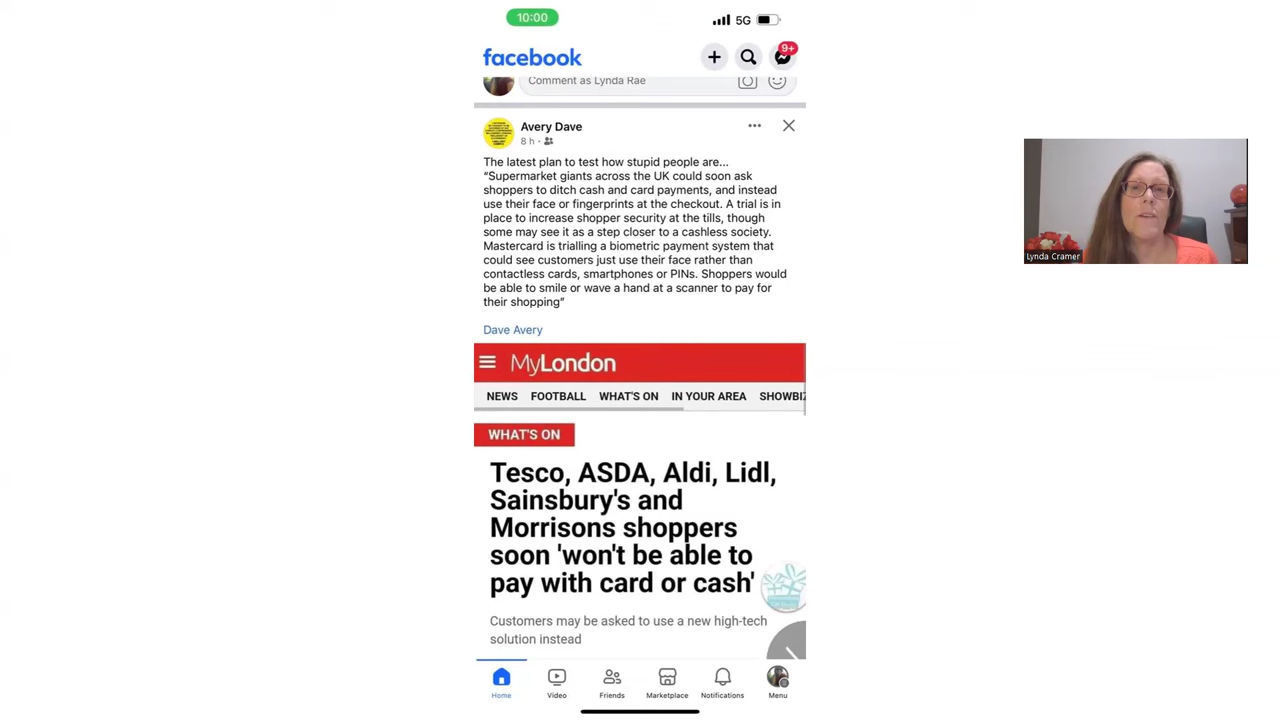 10:00
5G
facebook
9+
Comment as Lynda Rae
Avery Dave
8 h
The latest plan to test how stupid people are...
“Supermarket giants across the UK could soon ask
shoppers to ditch cash and card payments, and instead
use their face or fingerprints at the checkout. A trial is in
place to increase shopper security at the tills, though
some may see it as a step closer to a cashless society.
Mastercard is trialling a biometric payment system that
could see customers just use their face rather than
contactless cards, smartphones or PINs. Shoppers would
be able to smile or wave a hand at a scanner to pay for
their shopping”
Dave Avery
MyLondon
NEWS FOOTBALL WHAT'S ON IN YOUR AREA SHOWBIZ
WHAT'S ON
Tesco, ASDA, Aldi, Lidl,
Sainsbury's and
Morrisons shoppers
soon 'won't be able to
pay with card or cash'
Customers may be asked to use a new high-tech
solution instead
Home Video Friends Marketplace Notifications Menu
Lynda Cramer